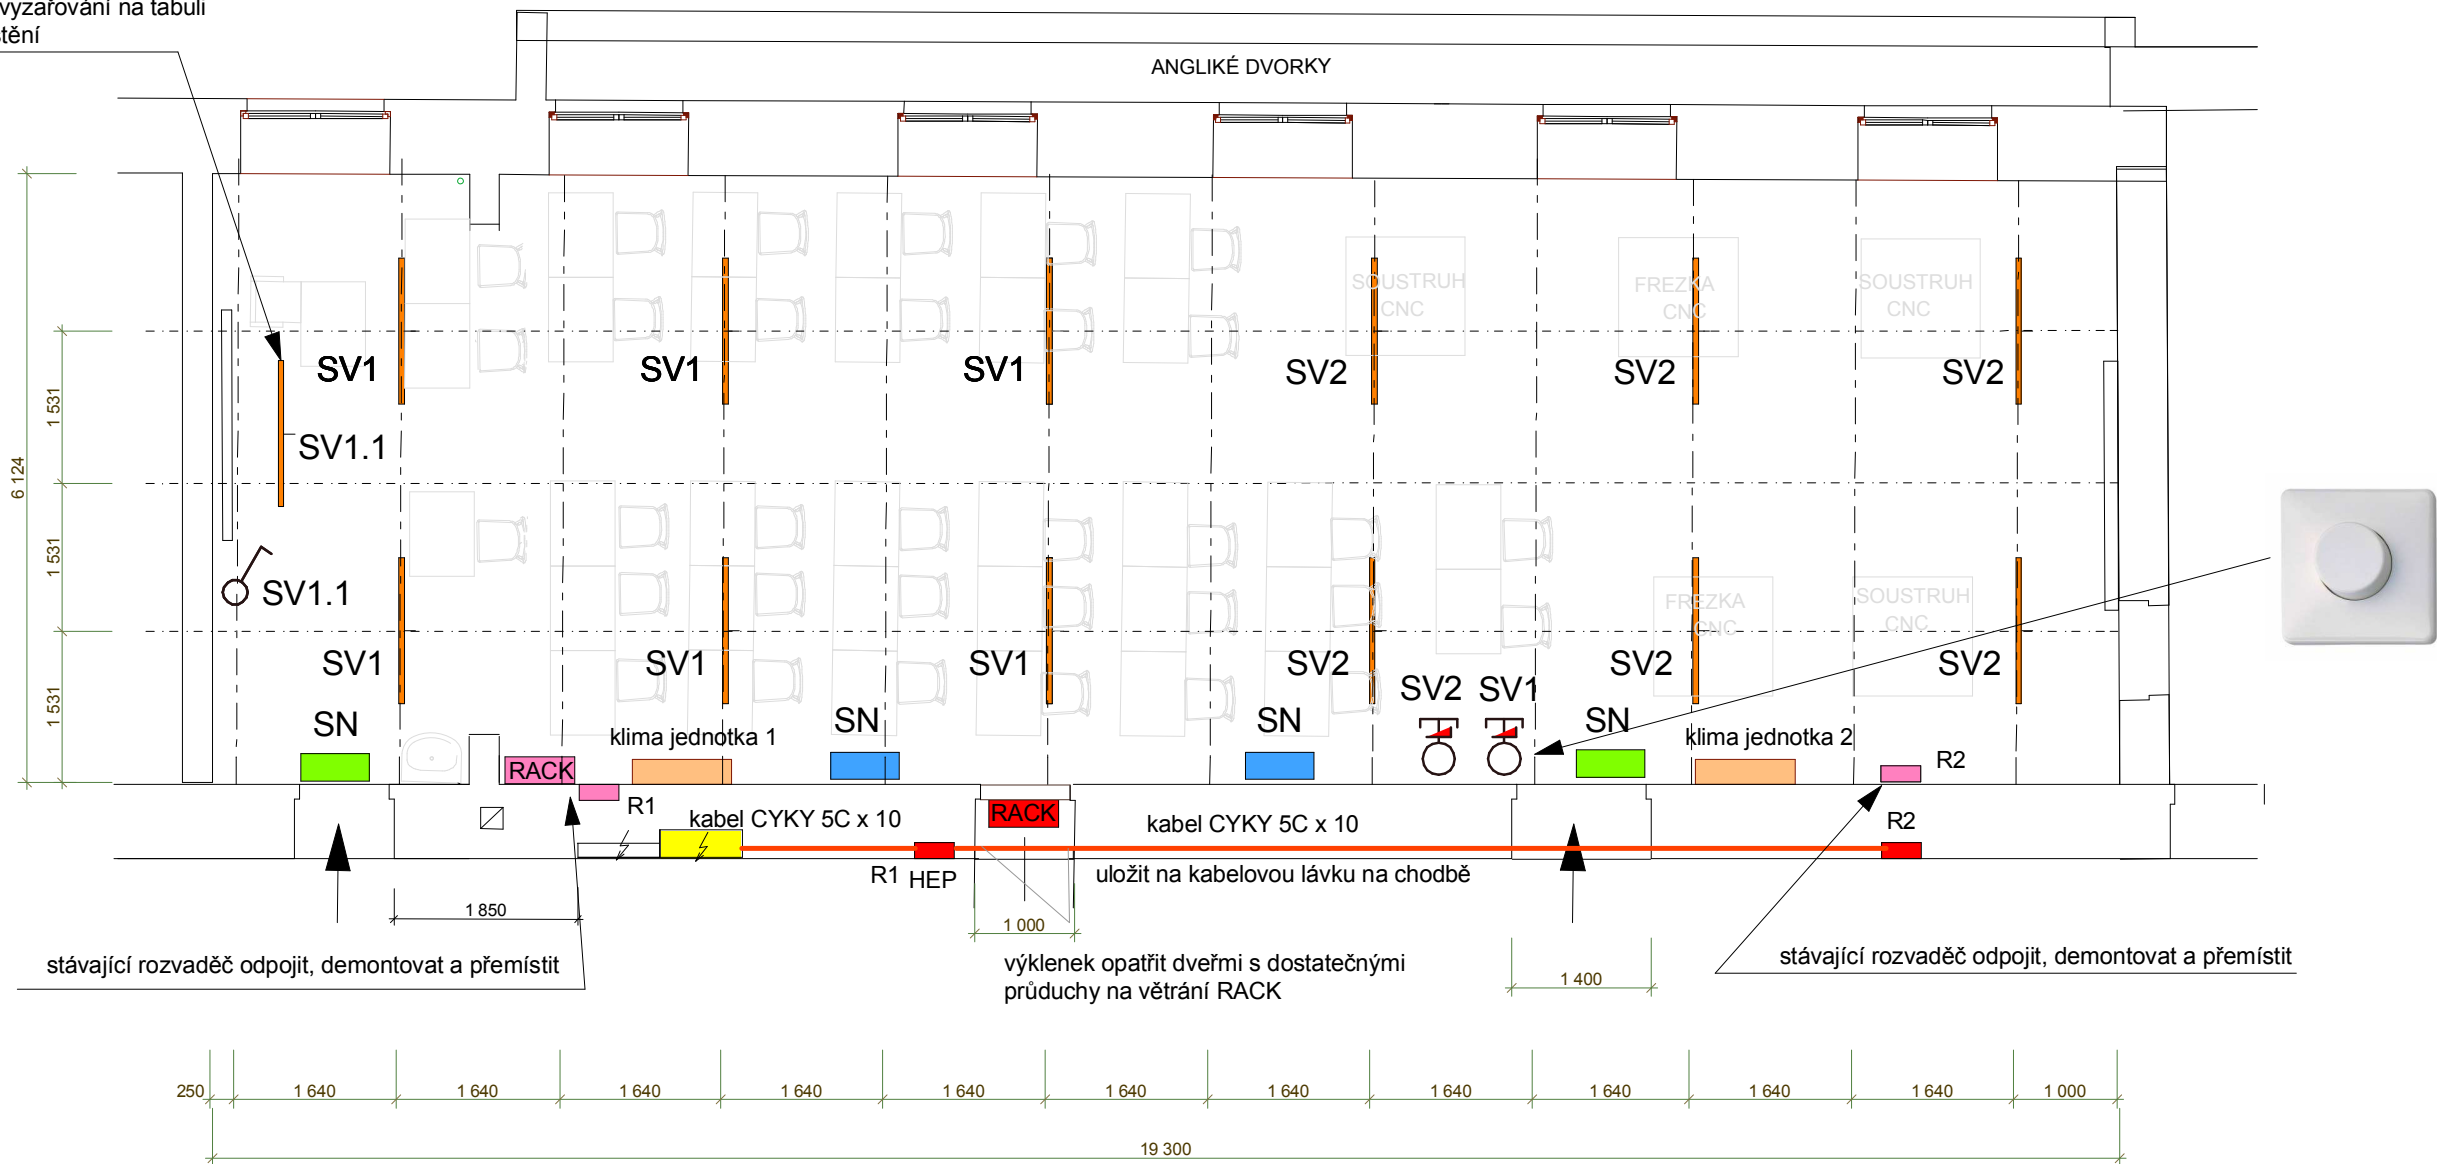 vyzařování na tabuli
tění
ANGLIKÉ DVORKY
SOUSTRUH
CNC
FREZKA
CNC
SOUSTRUH
CNC
SV1
SV1
SV1
SV2
SV2
SV2
SV1.1
6 124
1 531
1 531
1 531
SV1.1
FREZKA
CNC
SOUSTRUH
CNC
SV1
SV1
SV1
SV2
SV2
SV2
SV2
SV1
SN
SN
SN
SN
klima jednotka 1
klima jednotka 2
RACK
R2
R1
kabel CYKY 5C x 10
RACK
kabel CYKY 5C x 10
R2
R1
HEP
uložit na kabelovou lávku na chodbě
1 850
1 000
stávající rozvaděč odpojit, demontovat a přemístit
výklenek opatřit dveřmi s dostatečnými
průduchy na větrání RACK
1 400
stávající rozvaděč odpojit, demontovat a přemístit
250
1 640
1 640
1 640
1 640
1 640
1 640
1 640
1 640
1 640
1 640
1 640
1 000
19 300